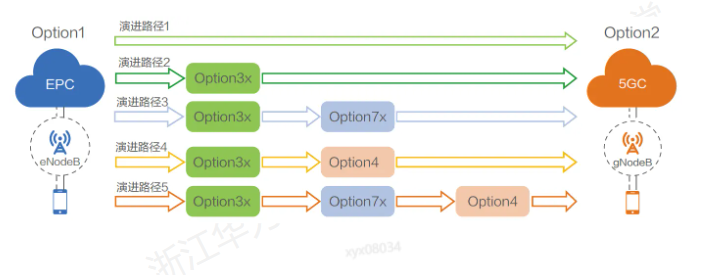 Option1
演进路径1
Option2
演进路径2
EPC
Option3x
5GC
演进路径3
Option3x
Option7x
eNodeB
gNodeB
演进路径4
Option3x
Option4
演进路径5
Option3x
Option7x
Option4
浙江华
xyx08034